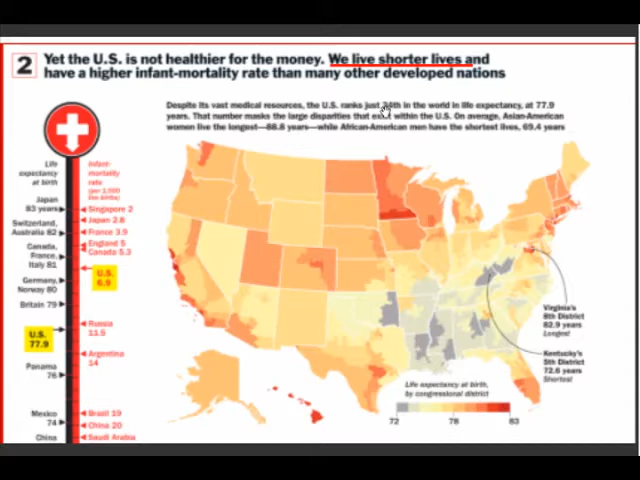 2
Yet the U.S. is not healthier for the money. We live shorter lives and
have a higher infant-mortality rate than many other developed nations
Despite its vast medical resources, the U.S. ranks just in the world in life expectancy, at 77.9
years. That number masks the large disparities that exist within the U.S. On average, Asian-American
women live the longest—86.8 years—while African-American men have the shortest lives, 69.4 years
Life
expectancy
at birth
Infant-
mortality
rate
(per 1,000
live births)
Japan
83 years
Singapore 2
Japan 2.8
Switzerland,
Australia 82
France 3.9
England 5
Canada 5.3
Canada,
France,
Italy 81
U.S.
6.9
Germany,
Norway 80
Britain 79
Russia
11.5
U.S.
77.9
Argentina
14
Panama
76
Mexico
74
Brazil 19
China 20
China
Saudi Arabia
Virginia's
8th District
82.9 years
Longest
Kentucky's
5th District
72.6 years
Shortest
Life expectancy at birth,
by congressional district
72 78 83